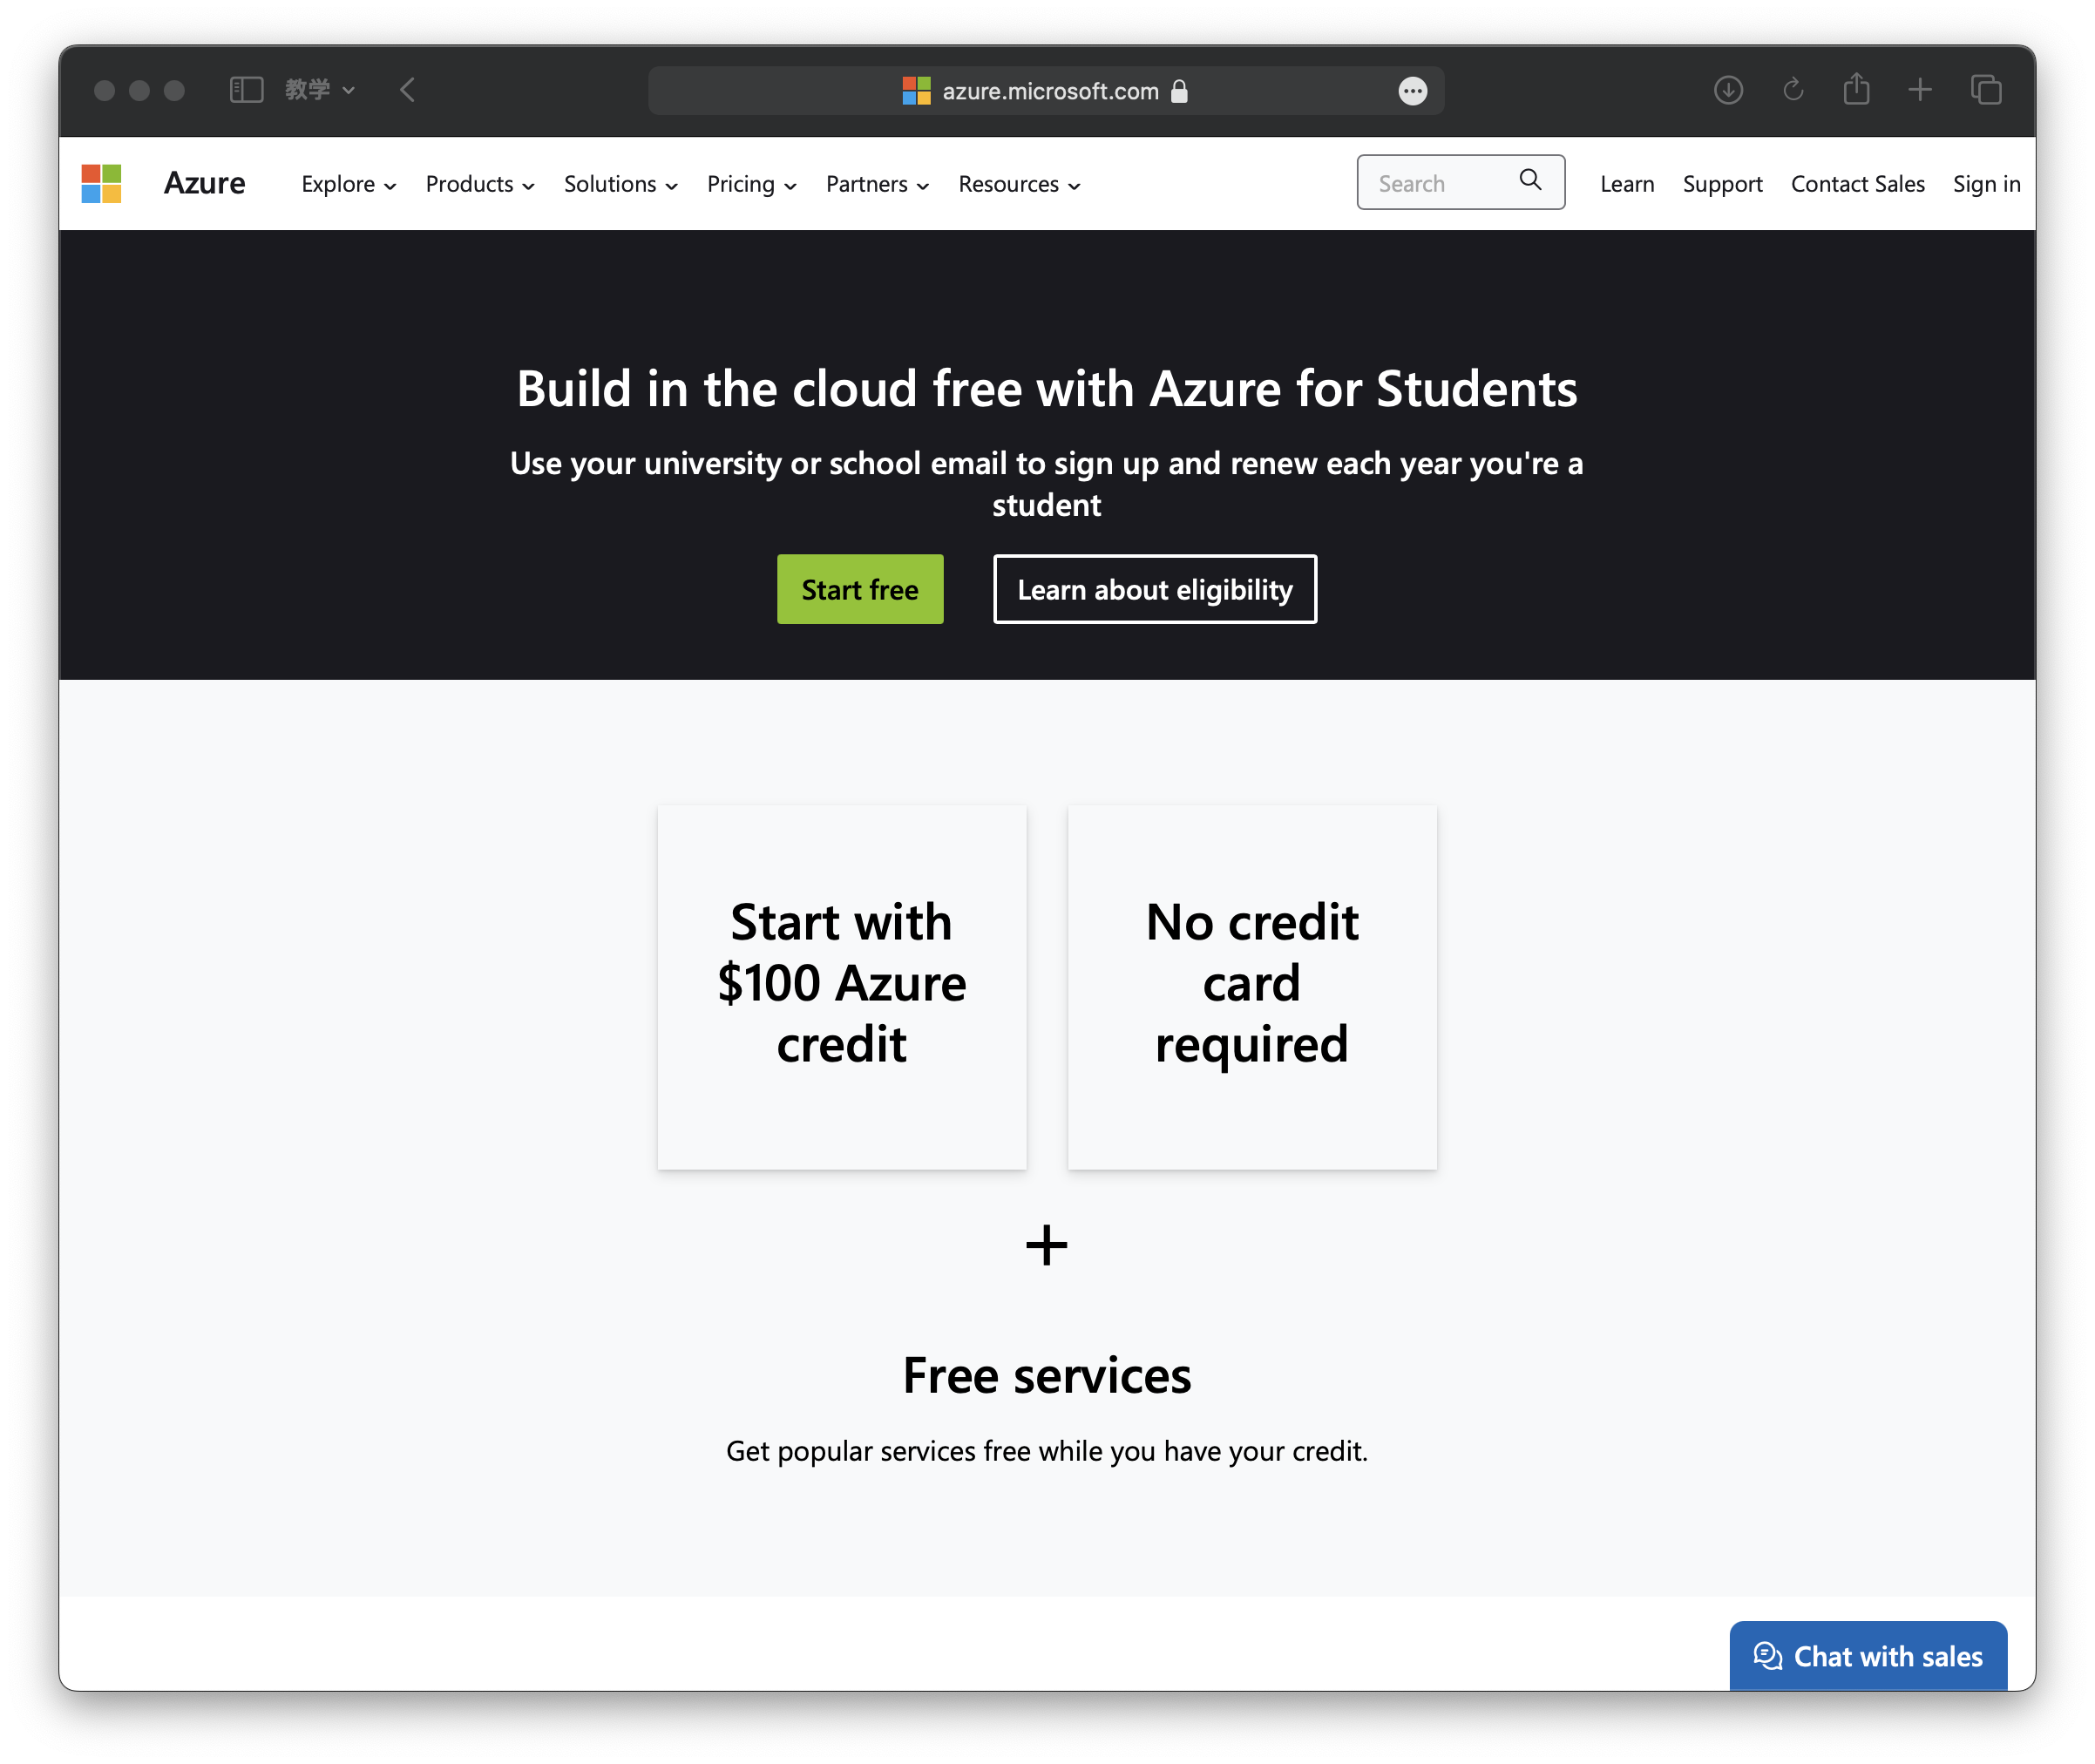 教学
azure.microsoft.com
Azure
Explore
Products
Solutions
Pricing
Partners
Resources
Search
Learn
Support
Contact Sales
Sign in
Build in the cloud free with Azure for Students
Use your university or school email to sign up and renew each year you're a
student
Start free
Learn about eligibility
Start with
$100 Azure
credit
No credit
card
required
+
Free services
Get popular services free while you have your credit.
Chat with sales